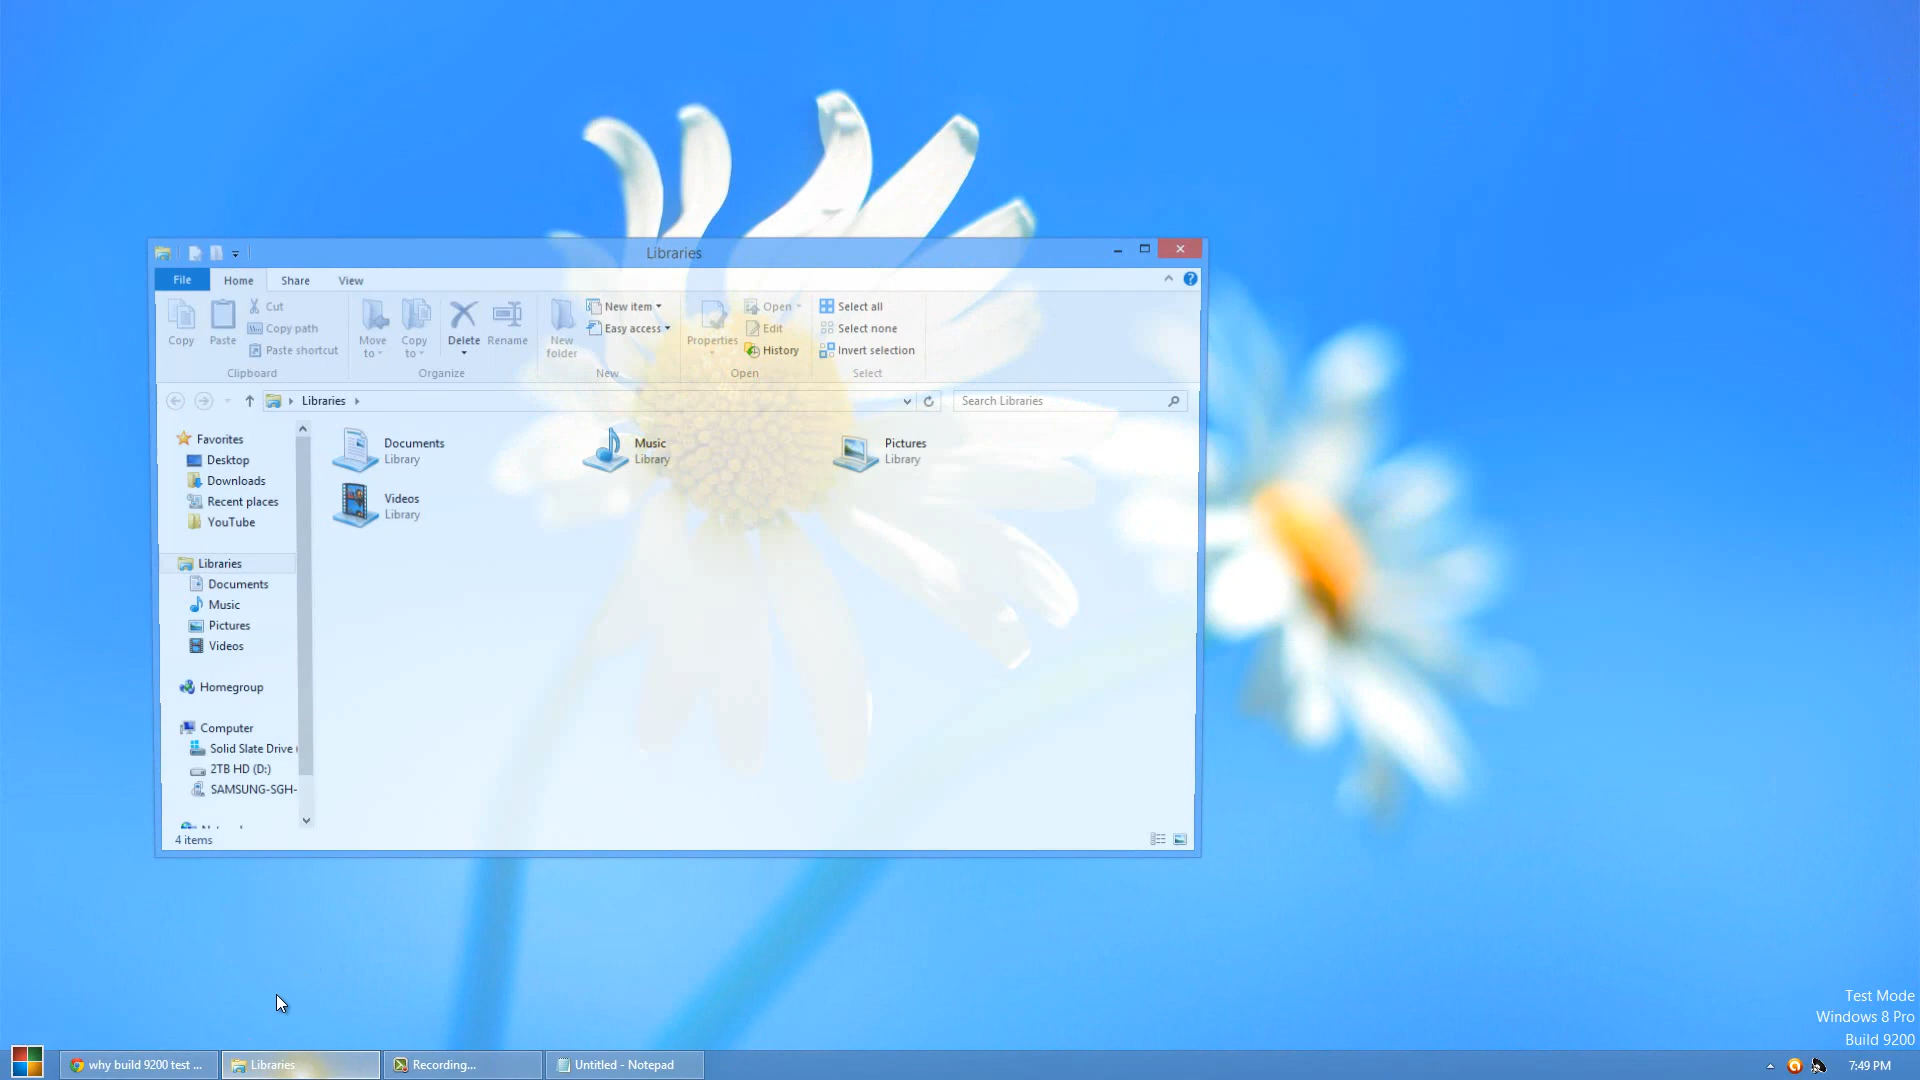 Libraries
File Home Share View
Copy
Paste
Cut
Copy path
Paste shortcut
Clipboard
Move to
Copy to
Delete
Rename
Organize
New folder
New item
Easy access
New
Properties
Open
Edit
History
Open
Select all
Select none
Invert selection
Select
Libraries
Search Libraries
Favorites
Desktop
Downloads
Recent places
YouTube
Libraries
Documents
Music
Pictures
Videos
Homegroup
Computer
Solid Slate Drive (
2TB HD (D:)
SAMSUNG-SGH-
Documents
Library
Music
Library
Pictures
Library
Videos
Library
4 items
Test Mode
Windows 8 Pro
Build 9200
why build 9200 test ...
Libraries
Recording...
Untitled - Notepad
7:49 PM